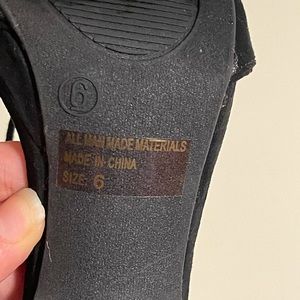 6
ALL MAN MADE MATERIALS
MADE IN CHINA
SIZE: 6